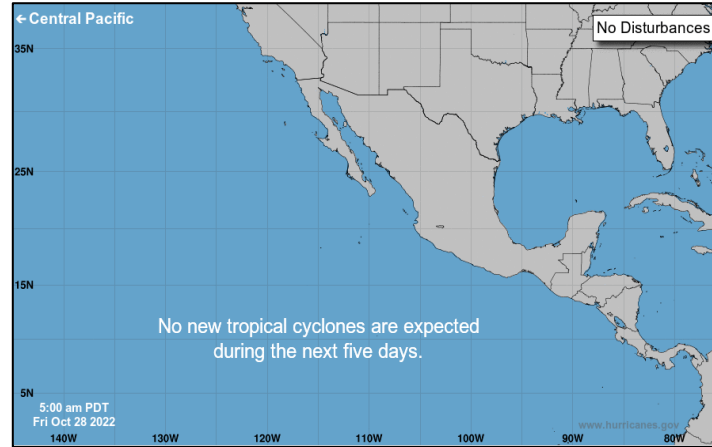 ← Central Pacific
No Disturbances
35N
25N
15N
No new tropical cyclones are expected
during the next five days.
5N
5:00 am PDT
Fri Oct 28 2022
www.hurricanes.gov
140W 130W 120W 110W 100W 90W 80W